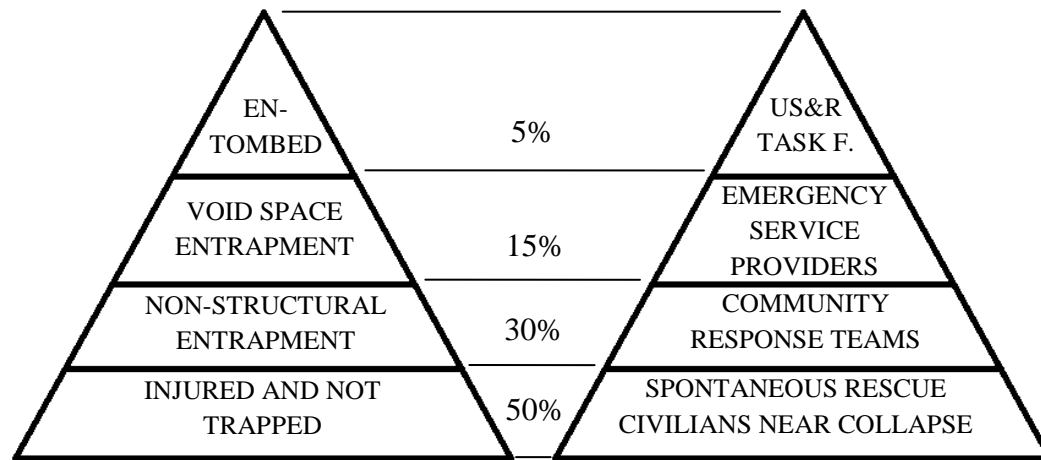 EN-
TOMBED
5%
US&R
TASK F.
VOID SPACE
ENTRAPMENT
15%
EMERGENCY
SERVICE
PROVIDERS
NON-STRUCTURAL
ENTRAPMENT
30%
COMMUNITY
RESPONSE TEAMS
INJURED AND NOT
TRAPPED
50%
SPONTANEOUS RESCUE
CIVILIANS NEAR COLLAPSE